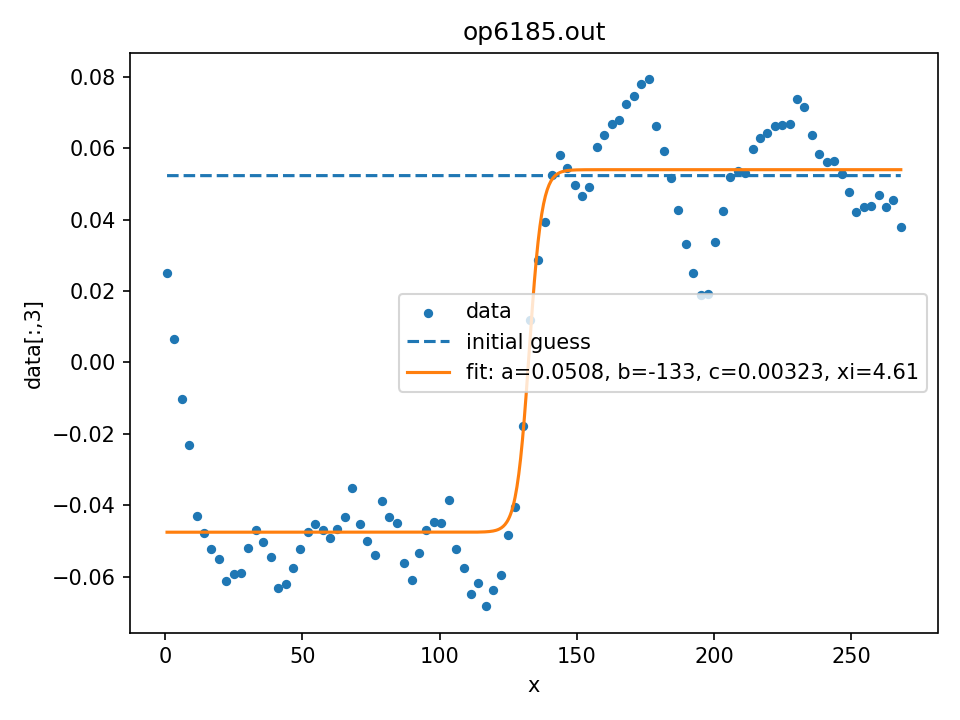 op6185.out
0.08
0.06
0.04
0.02
0.00
−0.02
−0.04
−0.06
data[:,3]
data
initial guess
fit: a=0.0508, b=-133, c=0.00323, xi=4.61
0 50 100 150 200 250
x